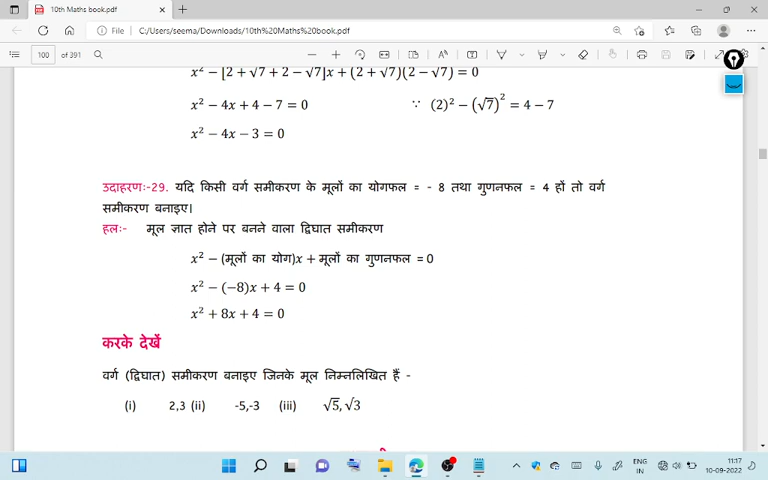 10th Maths book.pdf
File
C:/Users/seema/Downloads/10th%20Maths%20book.pdf
100 of 391
x² − [2 + √7 + 2 − √7]x + (2 + √7)(2 − √7) = 0
x² − 4x + 4 − 7 = 0 ∵ (2)² − (√7)² = 4 − 7
x² − 4x − 3 = 0
उदाहरणः-29. यदि किसी वर्ग समीकरण के मूलों का योगफल = - 8 तथा गुणनफल = 4 हों तो वर्ग
समीकरण बनाइए।
हलः- मूल ज्ञात होने पर बनने वाला द्विघात समीकरण
x² − (मूलों का योग)x + मूलों का गुणनफल = 0
x² − (−8)x + 4 = 0
x² + 8x + 4 = 0
करके देखें
वर्ग (द्विघात) समीकरण बनाइए जिनके मूल निम्नलिखित हैं -
(i) 2,3 (ii) -5,-3 (iii) √5, √3
ENG
IN
11:17
10-09-2022